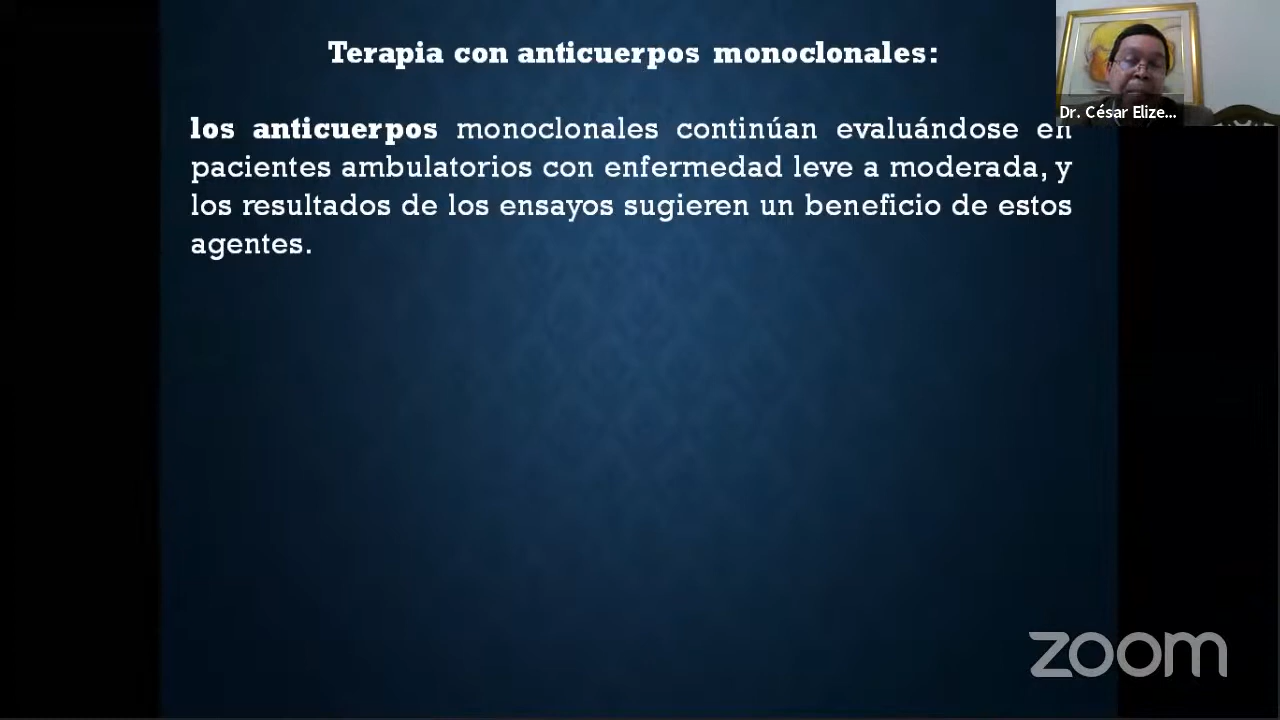 Terapia con anticuerpos monoclonales:
los anticuerpos monoclonales continúan evaluándose en
pacientes ambulatorios con enfermedad leve a moderada, y
los resultados de los ensayos sugieren un beneficio de estos
agentes.
Dr. César Elize...
zoom